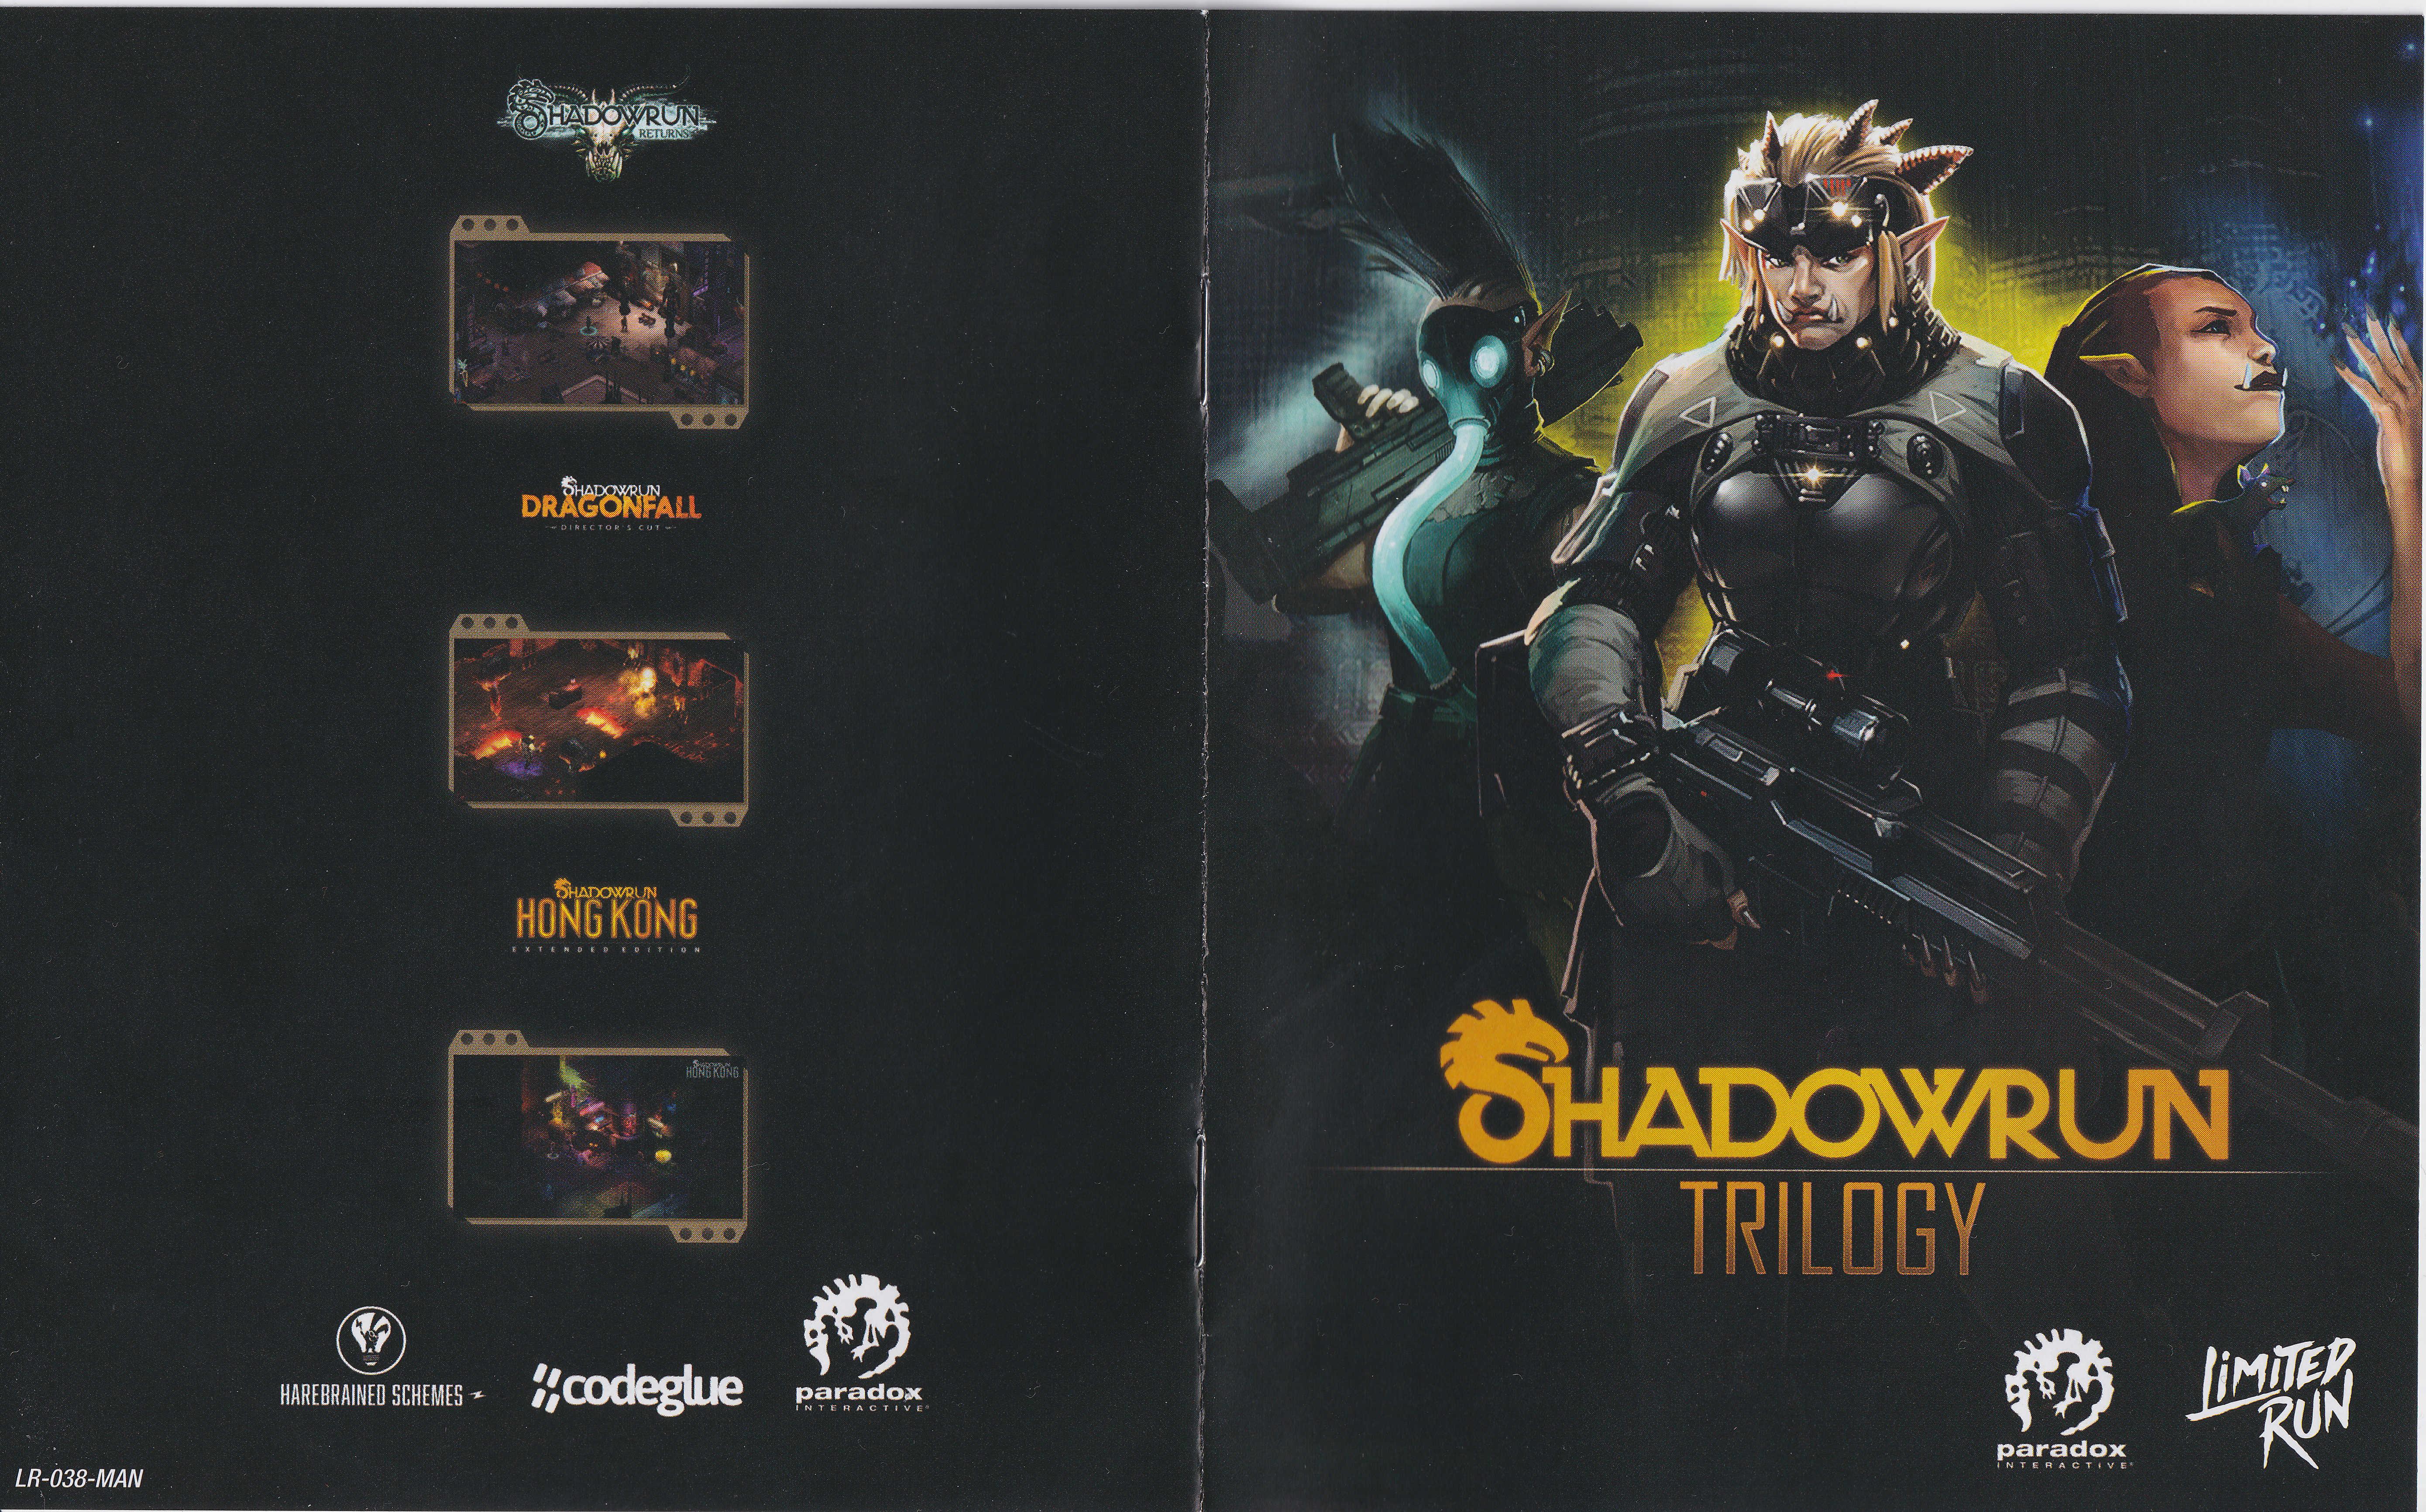 SHADOWRUN
RETURNS
SHADOWRUN
DRAGONFALL
DIRECTOR'S CUT
SHADOWRUN
HONG KONG
EXTENDED EDITION
SHADOWRUN
HONG KONG
HAREBRAINED SCHEMES
codeglue
paradox
INTERACTIVE®
LR-038-MAN
SHADOWRUN
TRILOGY
paradox
INTERACTIVE®
LIMITED
RUN